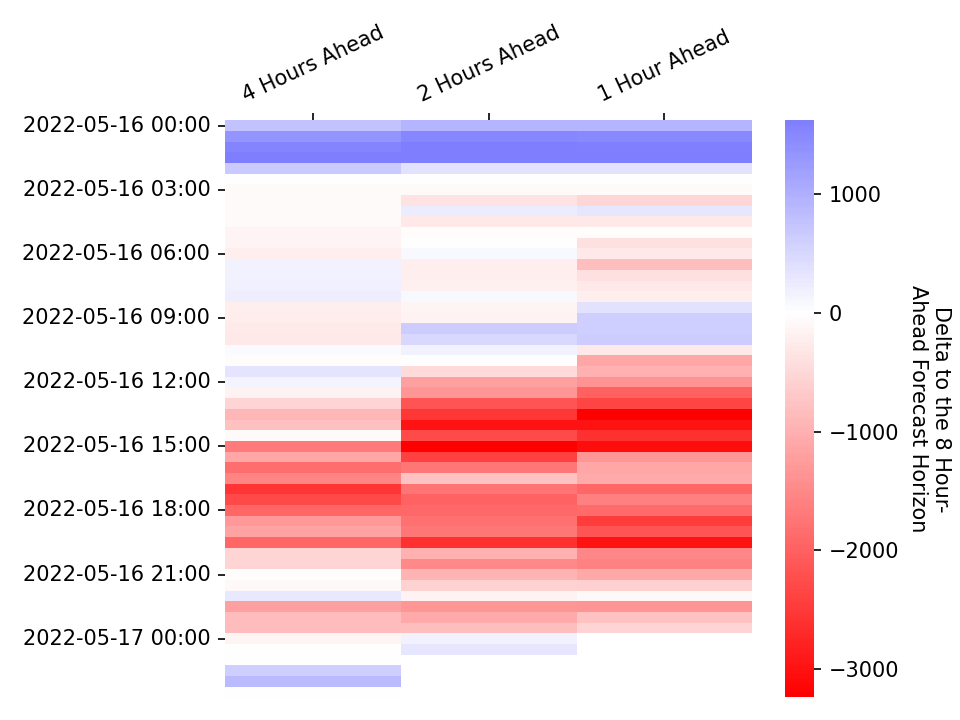 4 Hours Ahead
2 Hours Ahead
1 Hour Ahead
2022-05-16 00:00
2022-05-16 03:00
2022-05-16 06:00
2022-05-16 09:00
2022-05-16 12:00
2022-05-16 15:00
2022-05-16 18:00
2022-05-16 21:00
2022-05-17 00:00
1000
0
−1000
−2000
−3000
Delta to the 8 Hour-
Ahead Forecast Horizon